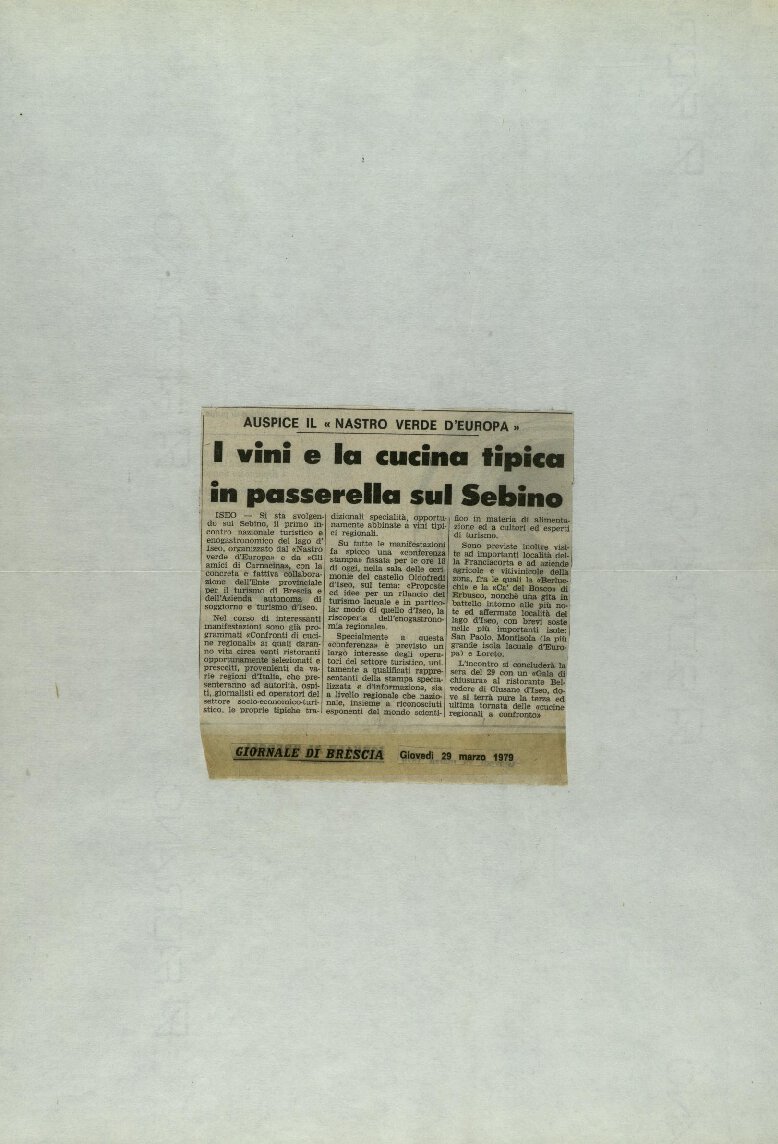 AUSPICE IL « NASTRO VERDE D'EUROPA »
I vini e la cucina tipica
in passerella sul Sebino
ISEO — Si sta svolgen-
do sul Sebino, il primo in-
contro nazionale turistico e
enogastronomico del lago d'
Iseo, organizzato dal «Nastro
verde d'Europa» e da «Gli
amici di Carmacina», con la
concreta e fattiva collabora-
zione dell'Ente provinciale
per il turismo di Brescia e
dell'Azienda autonoma di
soggiorno e turismo d'Iseo.
Nel corso di interessanti
manifestazioni sono già pro-
grammati «Confronti di cuci-
ne regionali» ai quali daran-
no vita circa venti ristoranti
opportunamente selezionati e
prescelti, provenienti da va-
rie regioni d'Italia, che pre-
senteranno ad autorità, ospi-
ti, giornalisti ed operatori del
settore socio-economico-turi-
stico, le proprie tipiche tra-
dizionali specialità, opportu-
namente abbinate a vini tipi-
ci regionali.
Su tutte le manifestazioni
fa spicco una «conferenza
stampa» fissata per le ore 18
di oggi, nella sala delle ceri-
monie del castello Oldofredi
d'Iseo, sul tema: «Proposte
ed idee per un rilancio del
turismo lacuale e in partico-
lar modo di quello d'Iseo, la
riscoperta dell'enogastrono-
mia regionale».
Specialmente a questa
«conferenza» è previsto un
largo interesse degli opera-
tori del settore turistico, uni-
tamente a qualificati rappre-
sentanti della stampa specia-
lizzata e d'informazione, sia
a livello regionale che nazio-
nale, insieme a riconosciuti
esponenti del mondo scienti-
fico in materia di alimenta-
zione ed a cultori ed esperti
di turismo.
Sono previste inoltre visi-
te ad importanti località del-
la Franciacorta e ad aziende
agricole e vitivinicole della
zona, fra le quali la «Berluc-
chi» e la «Ca' del Bosco» di
Erbusco, nonché una gita in
battello intorno alle più no-
te ed affermate località del
lago d'Iseo, con brevi soste
nelle più importanti isole:
San Paolo, Montisola (la più
grande isola lacuale d'Euro-
pa) e Loreto.
L'incontro si concluderà la
sera del 29 con un «Gala di
chiusura» al ristorante Bel-
vedere di Clusane d'Iseo, do-
ve si terrà pure la terza ed
ultima tornata delle «cucine
regionali a confronto»
GIORNALE DI BRESCIA Giovedì 29 marzo 1979